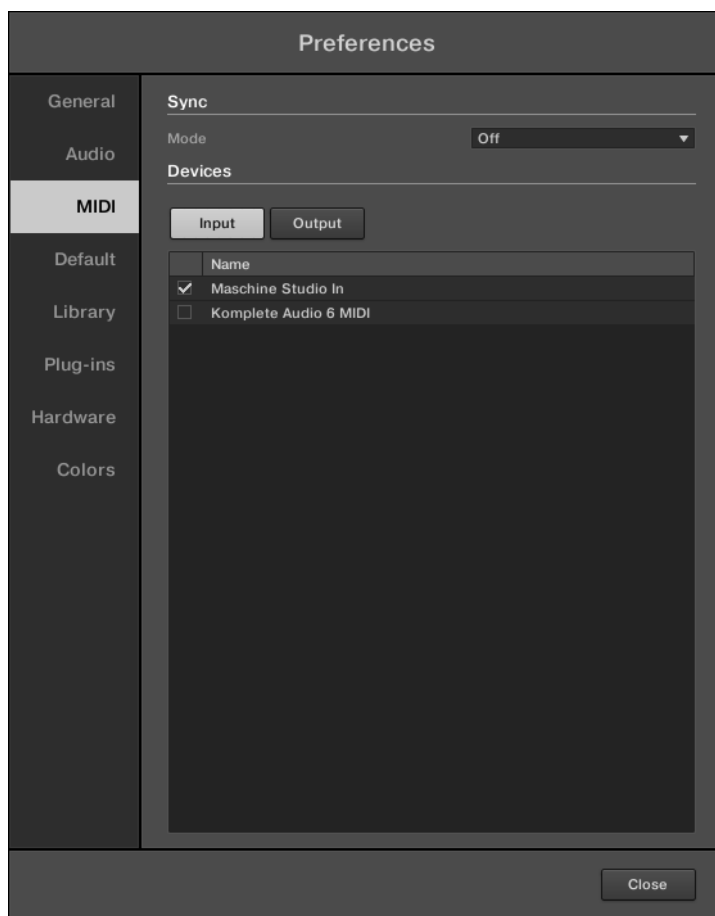 Preferences
General
Audio
MIDI
Default
Library
Plug-ins
Hardware
Colors
Sync
Mode Off
Devices
Input Output
Name
Maschine Studio In
Komplete Audio 6 MIDI
Close